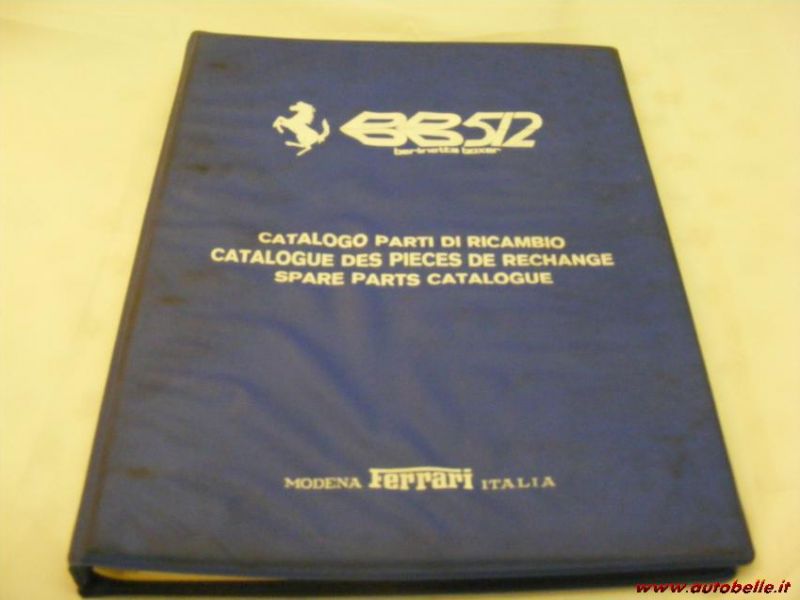 BB512
berlinetta boxer
CATALOGO PARTI DI RICAMBIO
CATALOGUE DES PIECES DE RECHANGE
SPARE PARTS CATALOGUE
MODENA Ferrari ITALIA
www.autobelle.it